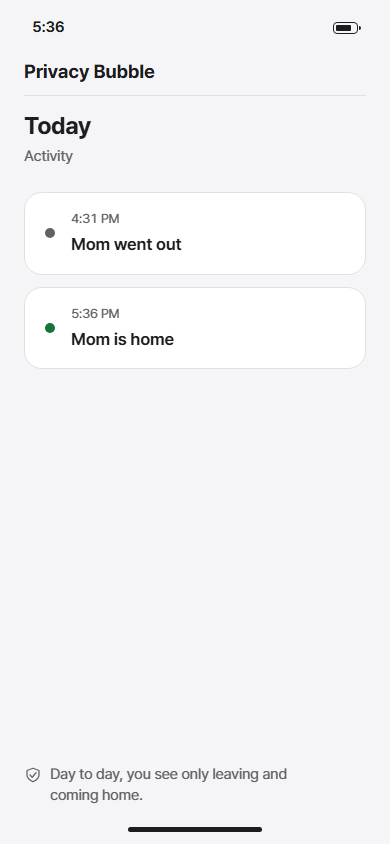 5:36
Privacy Bubble
Today
Activity
4:31 PM
Mom went out
5:36 PM
Mom is home
Day to day, you see only leaving and
coming home.